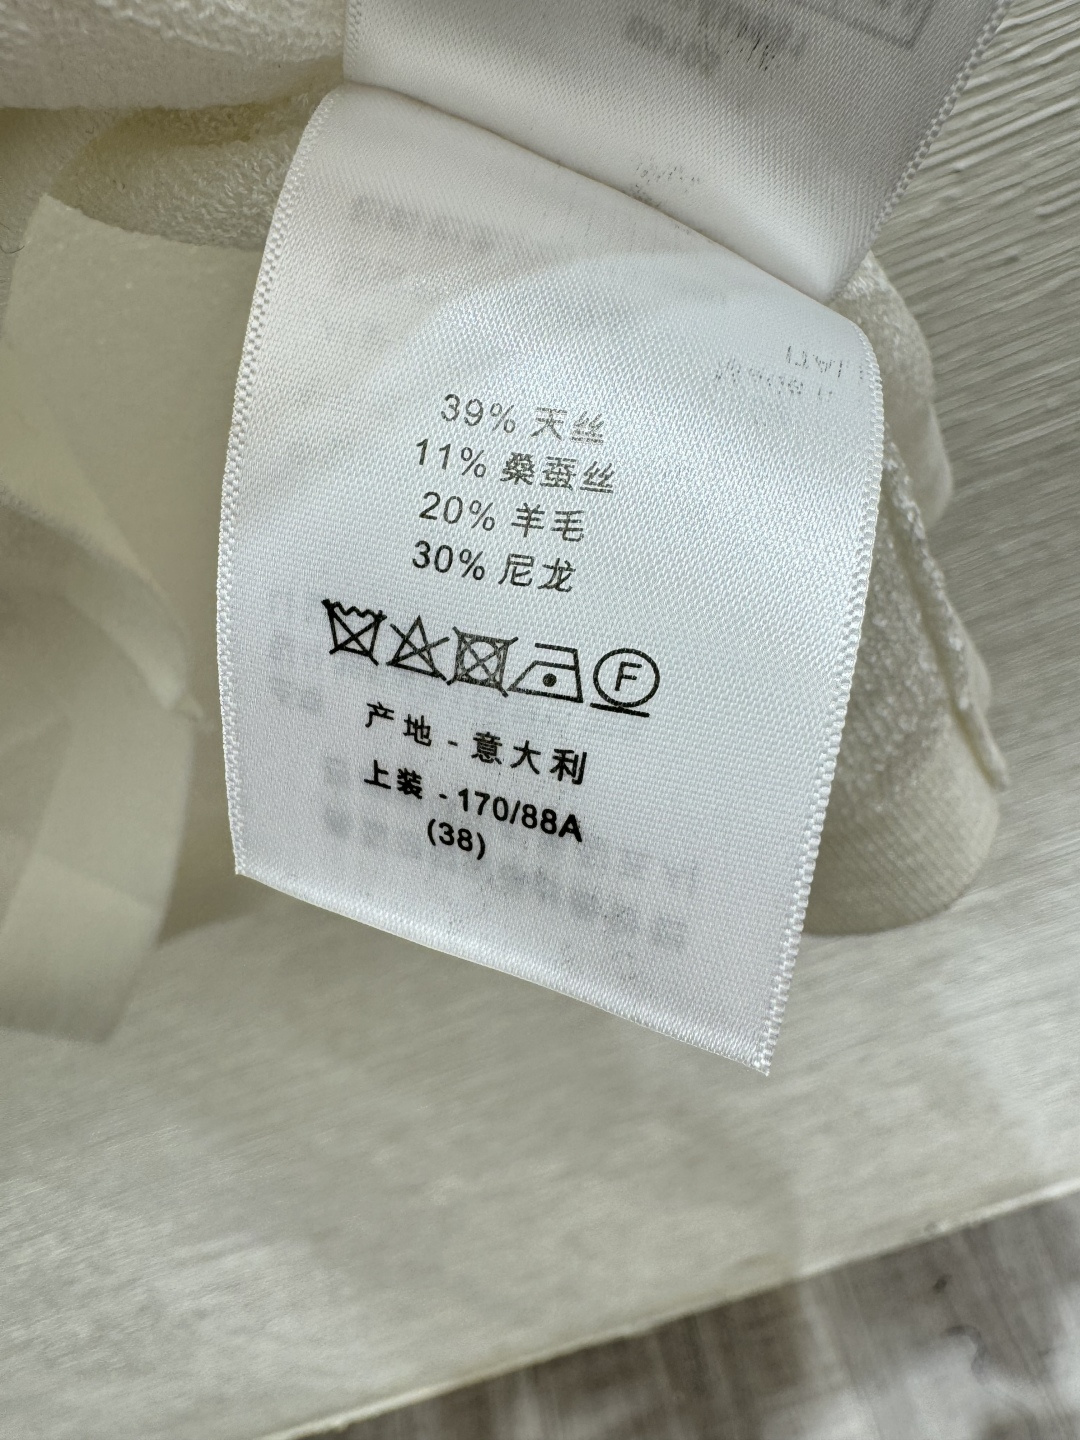 39% 天丝
11% 桑蚕丝
20% 羊毛
30% 尼龙
F
产地 - 意大利
上装 - 170/88A
(38)